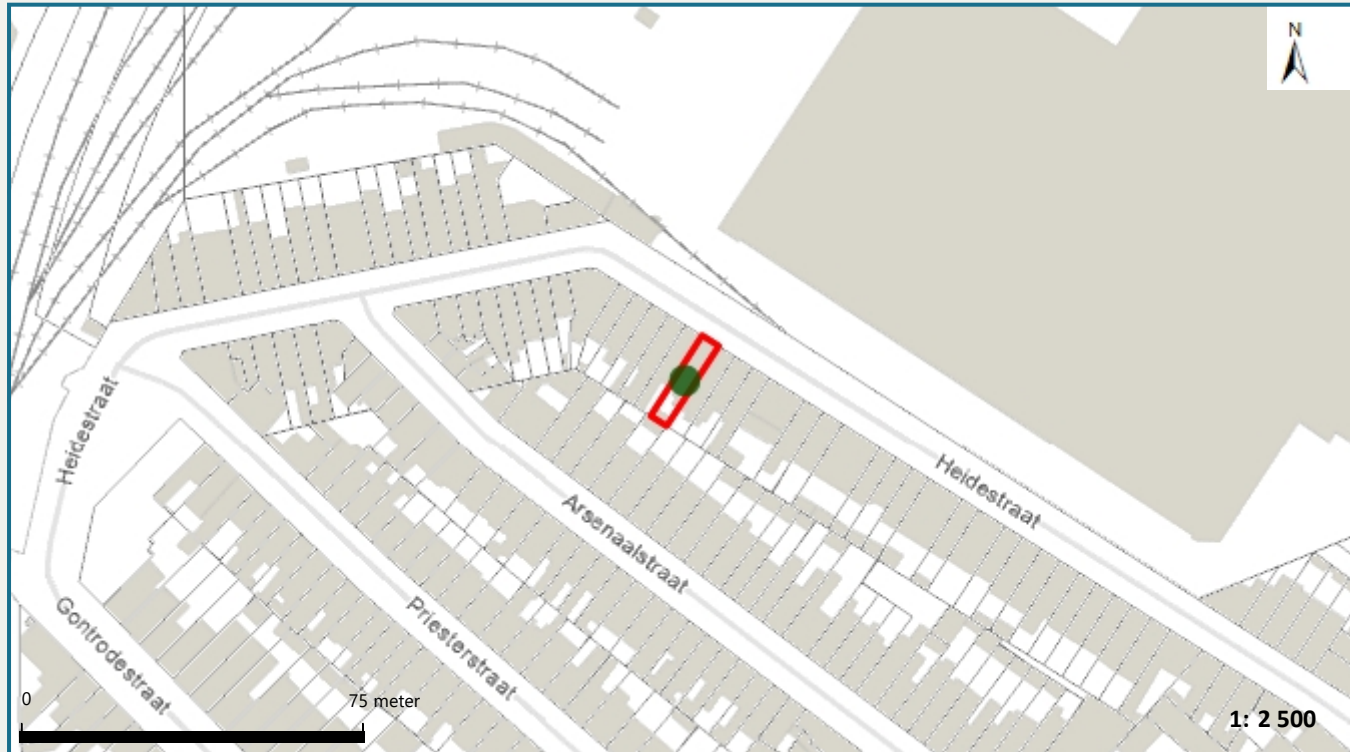 N
Heidestraat
Heidestraat
Arsenaalstraat
Priesterstraat
Gontrodestraat
0
75 meter
1: 2 500